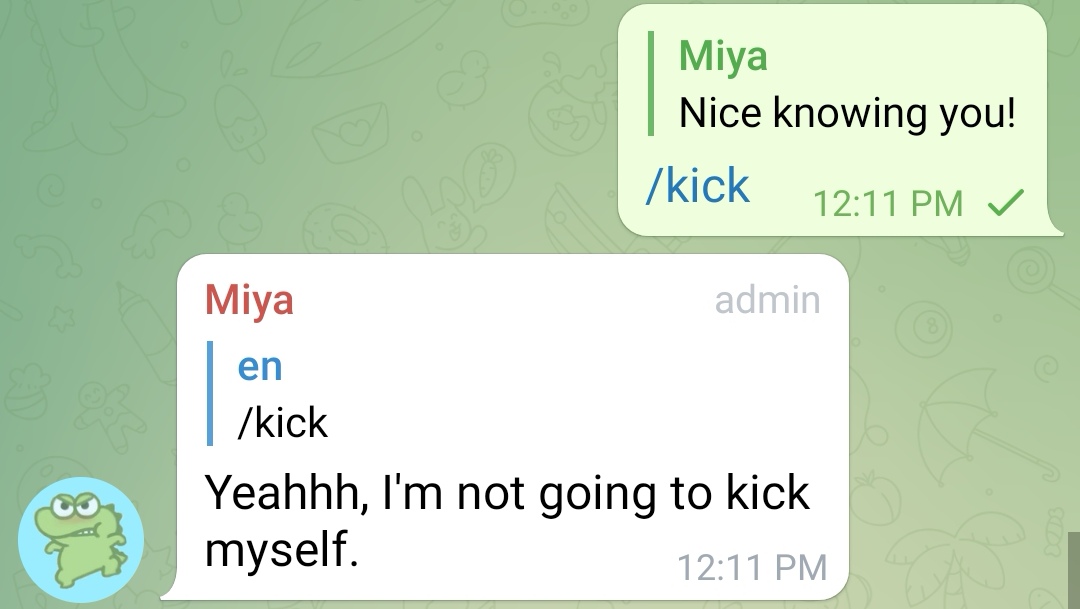 Miya
Nice knowing you!
/kick
12:11 PM
Miya admin
en
/kick
Yeahhh, I'm not going to kick
myself.
12:11 PM